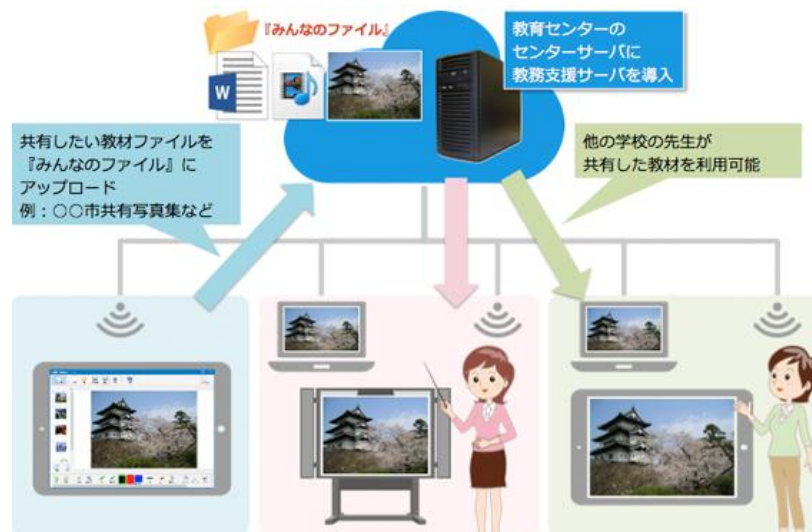 『みんなのファイル』
W
教育センターの
センターサーバに
教務支援サーバを導入
共有したい教材ファイルを
『みんなのファイル』に
アップロード
例：○○市共有写真集など
他の学校の先生が
共有した教材を利用可能